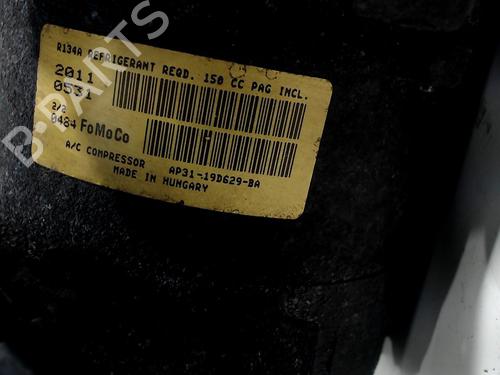 R134A REFRIGERANT REQD. 150 CC PAG INCL.
2011
0531
2/2
0484 FoMoCo
A/C COMPRESSOR AP31-19D629-BA
MADE IN HUNGARY
B-PARTS